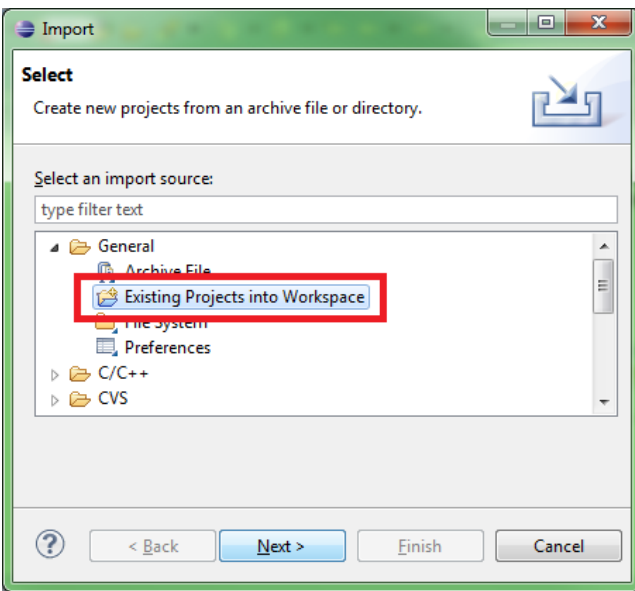 Import
Select
Create new projects from an archive file or directory.
Select an import source:
type filter text
General
Archive File
Existing Projects into Workspace
File System
Preferences
C/C++
CVS
? < Back Next > Finish Cancel